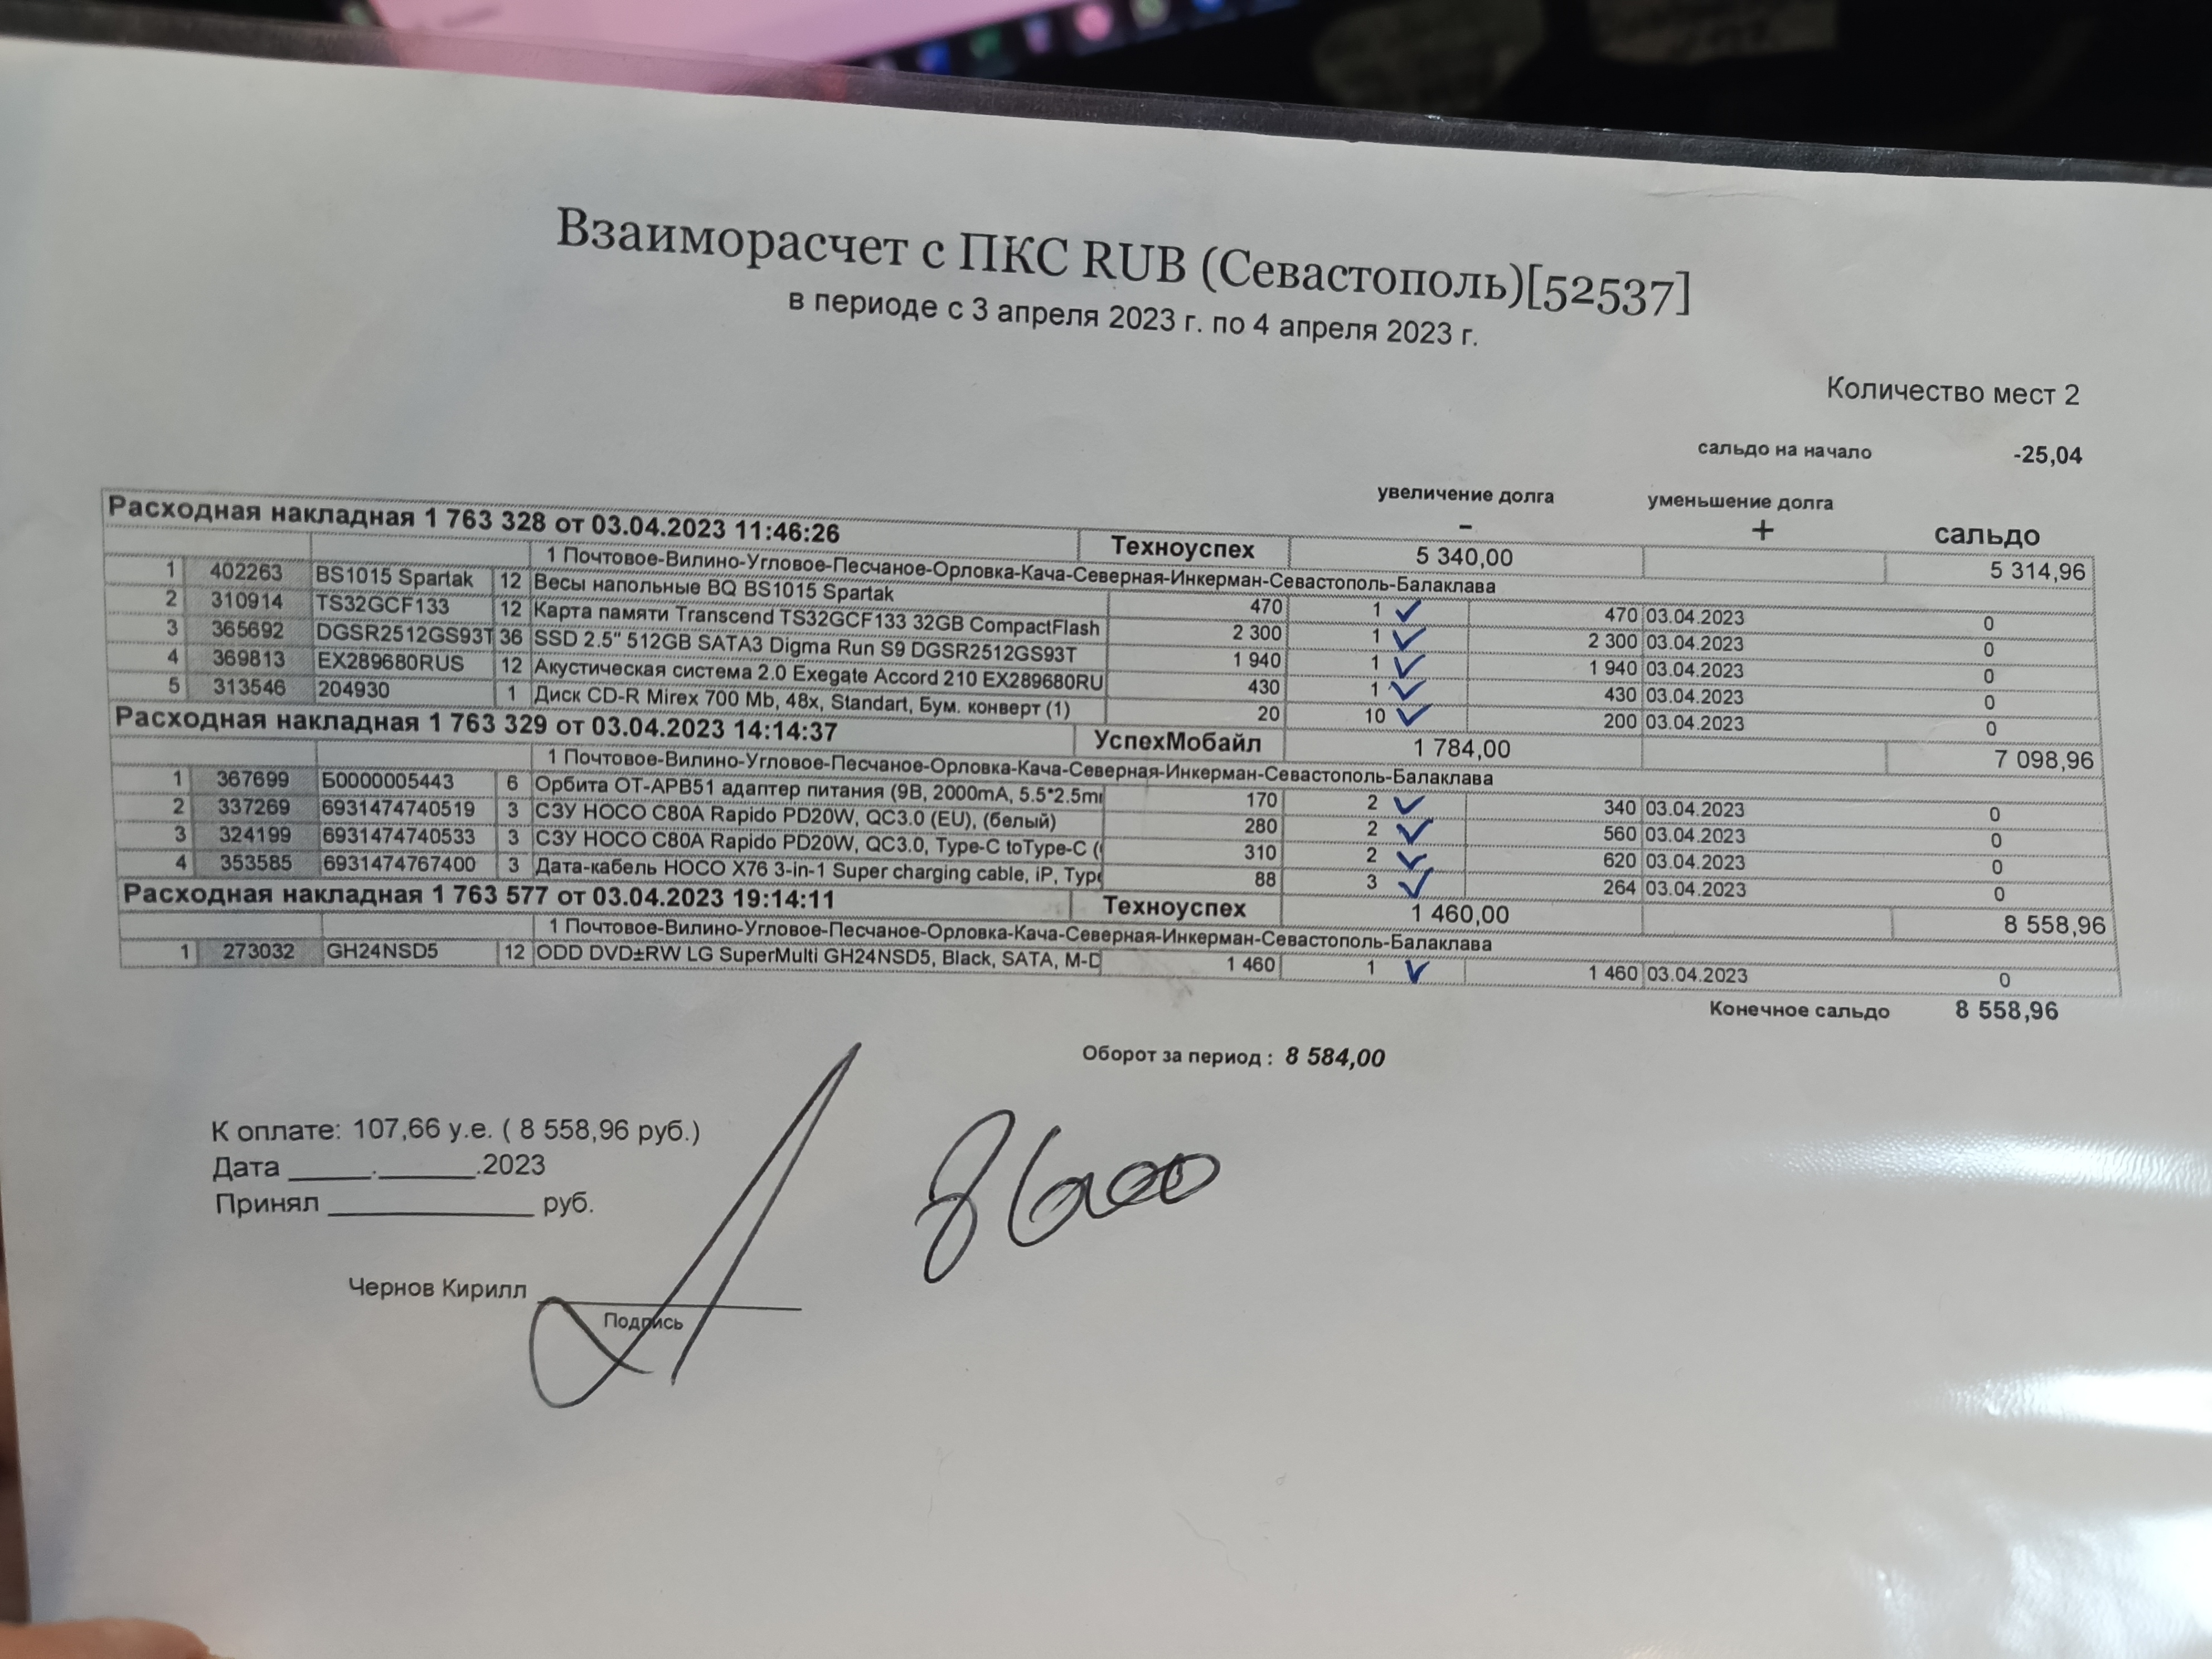 Взаиморасчет с ПКС RUB (Севастополь)[52537]
в периоде с 3 апреля 2023 г. по 4 апреля 2023 г.
Количество мест 2
сальдо на начало -25,04
увеличение долга уменьшение долга
- + сальдо
Расходная накладная 1 763 328 от 03.04.2023 11:46:26 Техноуспех 5 340,00 5 314,96
1 Почтовое-Вилино-Угловое-Песчаное-Орловка-Кача-Северная-Инкерман-Севастополь-Балаклава
1 402263 BS1015 Spartak 12 Весы напольные BQ BS1015 Spartak 470 1 470 03.04.2023 0
2 310914 TS32GCF133 12 Карта памяти Transcend TS32GCF133 32GB CompactFlash 2 300 1 2 300 03.04.2023 0
3 365692 DGSR2512GS93T 36 SSD 2.5" 512GB SATA3 Digma Run S9 DGSR2512GS93T 1 940 1 1 940 03.04.2023 0
4 369813 EX289680RUS 12 Акустическая система 2.0 Exegate Accord 210 EX289680RU 430 1 430 03.04.2023 0
5 313546 204930 1 Диск CD-R Mirex 700 Mb, 48x, Standart, Бум. конверт (1) 20 10 200 03.04.2023 0
Расходная накладная 1 763 329 от 03.04.2023 14:14:37 УспехМобайл 1 784,00 7 098,96
1 Почтовое-Вилино-Угловое-Песчаное-Орловка-Кача-Северная-Инкерман-Севастополь-Балаклава
1 367699 Б0000005443 6 Орбита OT-APB51 адаптер питания (9В, 2000mA, 5.5*2.5m 170 2 340 03.04.2023 0
2 337269 6931474740519 3 СЗУ HOCO C80A Rapido PD20W, QC3.0 (EU), (белый) 280 2 560 03.04.2023 0
3 324199 6931474740533 3 СЗУ HOCO C80A Rapido PD20W, QC3.0, Type-C toType-C ( 310 2 620 03.04.2023 0
4 353585 6931474767400 3 Дата-кабель HOCO X76 3-in-1 Super charging cable, iP, Type 88 3 264 03.04.2023 0
Расходная накладная 1 763 577 от 03.04.2023 19:14:11 Техноуспех 1 460,00 8 558,96
1 Почтовое-Вилино-Угловое-Песчаное-Орловка-Кача-Северная-Инкерман-Севастополь-Балаклава
1 273032 GH24NSD5 12 ODD DVD±RW LG SuperMulti GH24NSD5, Black, SATA, M-D 1 460 1 1 460 03.04.2023 0
Конечное сальдо 8 558,96
Оборот за период : 8 584,00
К оплате: 107,66 у.е. ( 8 558,96 руб.)
Дата ______.______.2023
Принял ______________ руб.
8600
Чернов Кирилл
Подпись